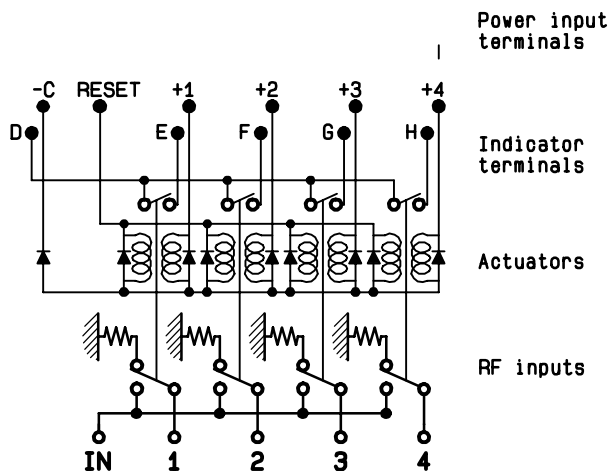 Power input
terminals
-C RESET +1 +2 +3 +4
D E F G H
Indicator
terminals
Actuators
RF inputs
IN 1 2 3 4